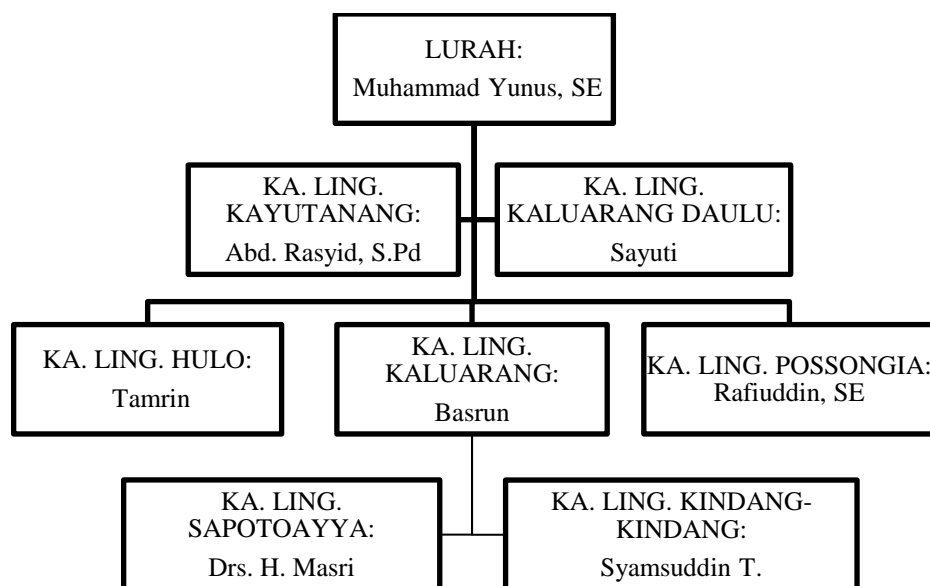 LURAH:
Muhammad Yunus, SE
KA. LING.
KAYUTANANG:
Abd. Rasyid, S.Pd
KA. LING.
KALUARANG DAULU:
Sayuti
KA. LING. HULO:
Tamrin
KA. LING.
KALUARANG:
Basrun
KA. LING. POSSONGIA:
Rafiuddin, SE
KA. LING.
SAPOTOAYYA:
Drs. H. Masri
KA. LING. KINDANG-
KINDANG:
Syamsuddin T.